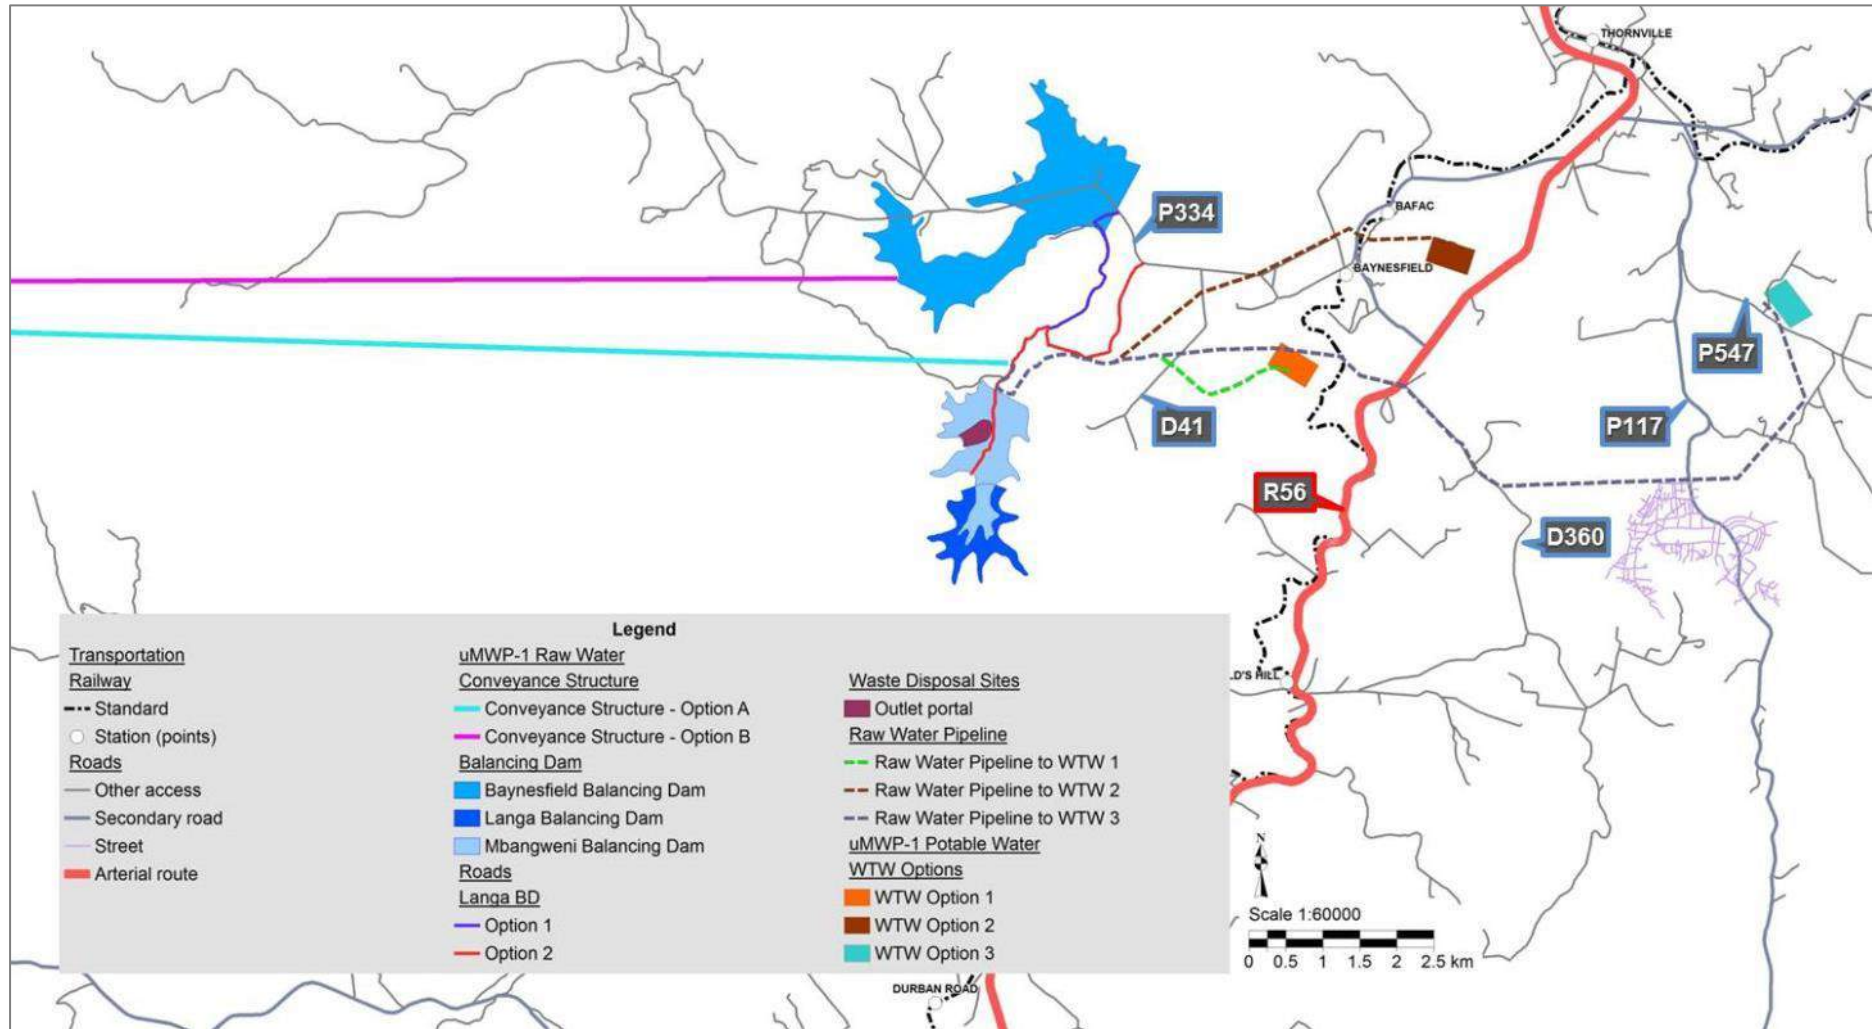 THORNVILLE
P334
BAFAC
BAYNESFIELD
P547
P117
D41
R56
D360
LD'S HILL
Legend
Transportation
Railway
Standard
Station (points)
Roads
Other access
Secondary road
Street
Arterial route
uMWP-1 Raw Water
Conveyance Structure
Conveyance Structure - Option A
Conveyance Structure - Option B
Balancing Dam
Baynesfield Balancing Dam
Langa Balancing Dam
Mbangweni Balancing Dam
Roads
Langa BD
Option 1
Option 2
Waste Disposal Sites
Outlet portal
Raw Water Pipeline
Raw Water Pipeline to WTW 1
Raw Water Pipeline to WTW 2
Raw Water Pipeline to WTW 3
uMWP-1 Potable Water
WTW Options
WTW Option 1
WTW Option 2
WTW Option 3
N
Scale 1:60000
0 0.5 1 1.5 2 2.5 km
DURBAN ROAD